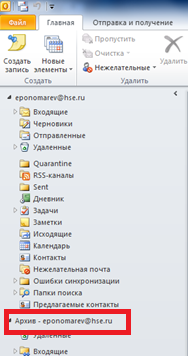 Файл
Главная
Отправка и получение
Создать запись
Новые элементы
Создать
Пропустить
Очистка
Нежелательные
Удалить
Удалить
eponomarev@hse.ru
Входящие
Черновики
Отправленные
Удаленные
Quarantine
RSS-каналы
Sent
Дневник
Задачи
Заметки
Исходящие
Календарь
Контакты
Нежелательная почта
Ошибки синхронизации
Папки поиска
Предлагаемые контакты
Архив - eponomarev@hse.ru
Удаленные
Входящие